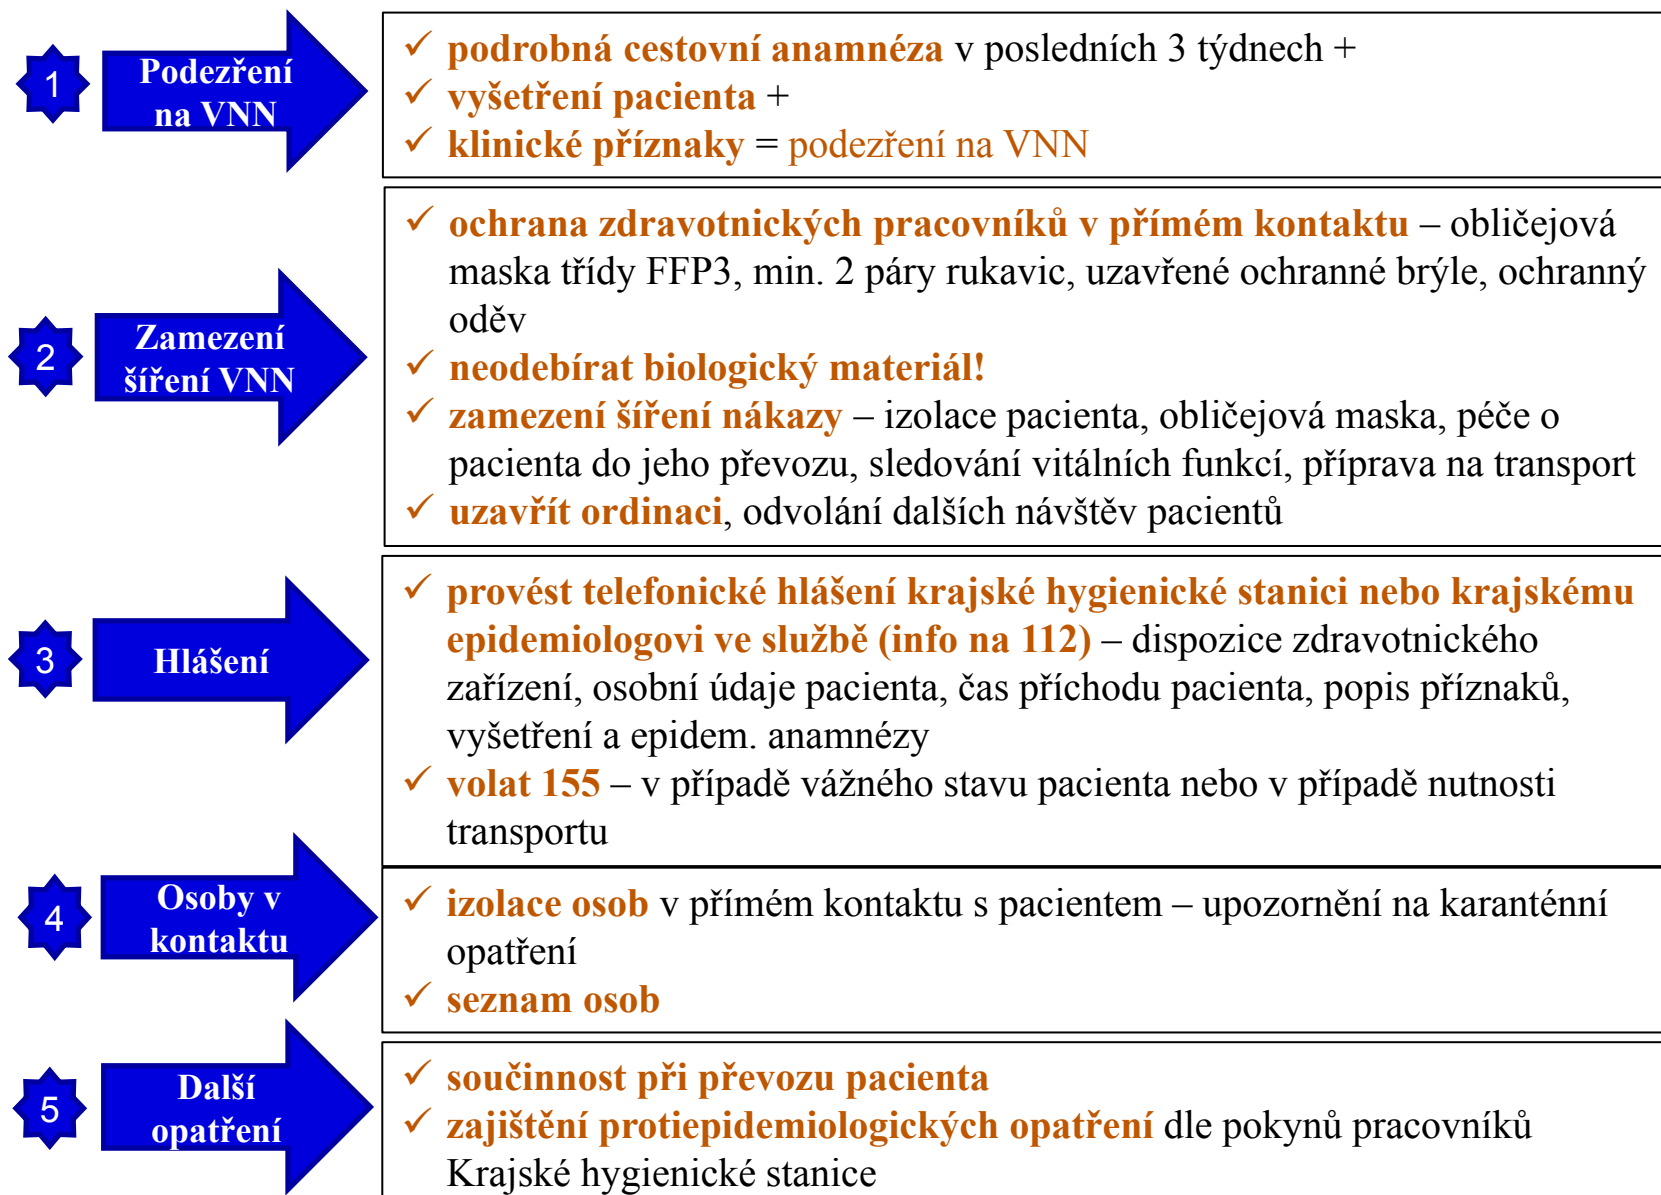 1
Podezření
na VNN
✓ podrobná cestovní anamnéza v posledních 3 týdnech +
✓ vyšetření pacienta +
✓ klinické příznaky = podezření na VNN
2
Zamezení
šíření VNN
✓ ochrana zdravotnických pracovníků v přímém kontaktu – obličejová
maska třídy FFP3, min. 2 páry rukavic, uzavřené ochranné brýle, ochranný
oděv
✓ neodebírat biologický materiál!
✓ zamezení šíření nákazy – izolace pacienta, obličejová maska, péče o
pacienta do jeho převozu, sledování vitálních funkcí, příprava na transport
✓ uzavřít ordinaci, odvolání dalších návštěv pacientů
3
Hlášení
✓ provést telefonické hlášení krajské hygienické stanici nebo krajskému
epidemiologovi ve službě (info na 112) – dispozice zdravotnického
zařízení, osobní údaje pacienta, čas příchodu pacienta, popis příznaků,
vyšetření a epidem. anamnézy
✓ volat 155 – v případě vážného stavu pacienta nebo v případě nutnosti
transportu
4
Osoby v
kontaktu
✓ izolace osob v přímém kontaktu s pacientem – upozornění na karanténní
opatření
✓ seznam osob
5
Další
opatření
✓ součinnost při převozu pacienta
✓ zajištění protiepidemiologických opatření dle pokynů pracovníků
Krajské hygienické stanice